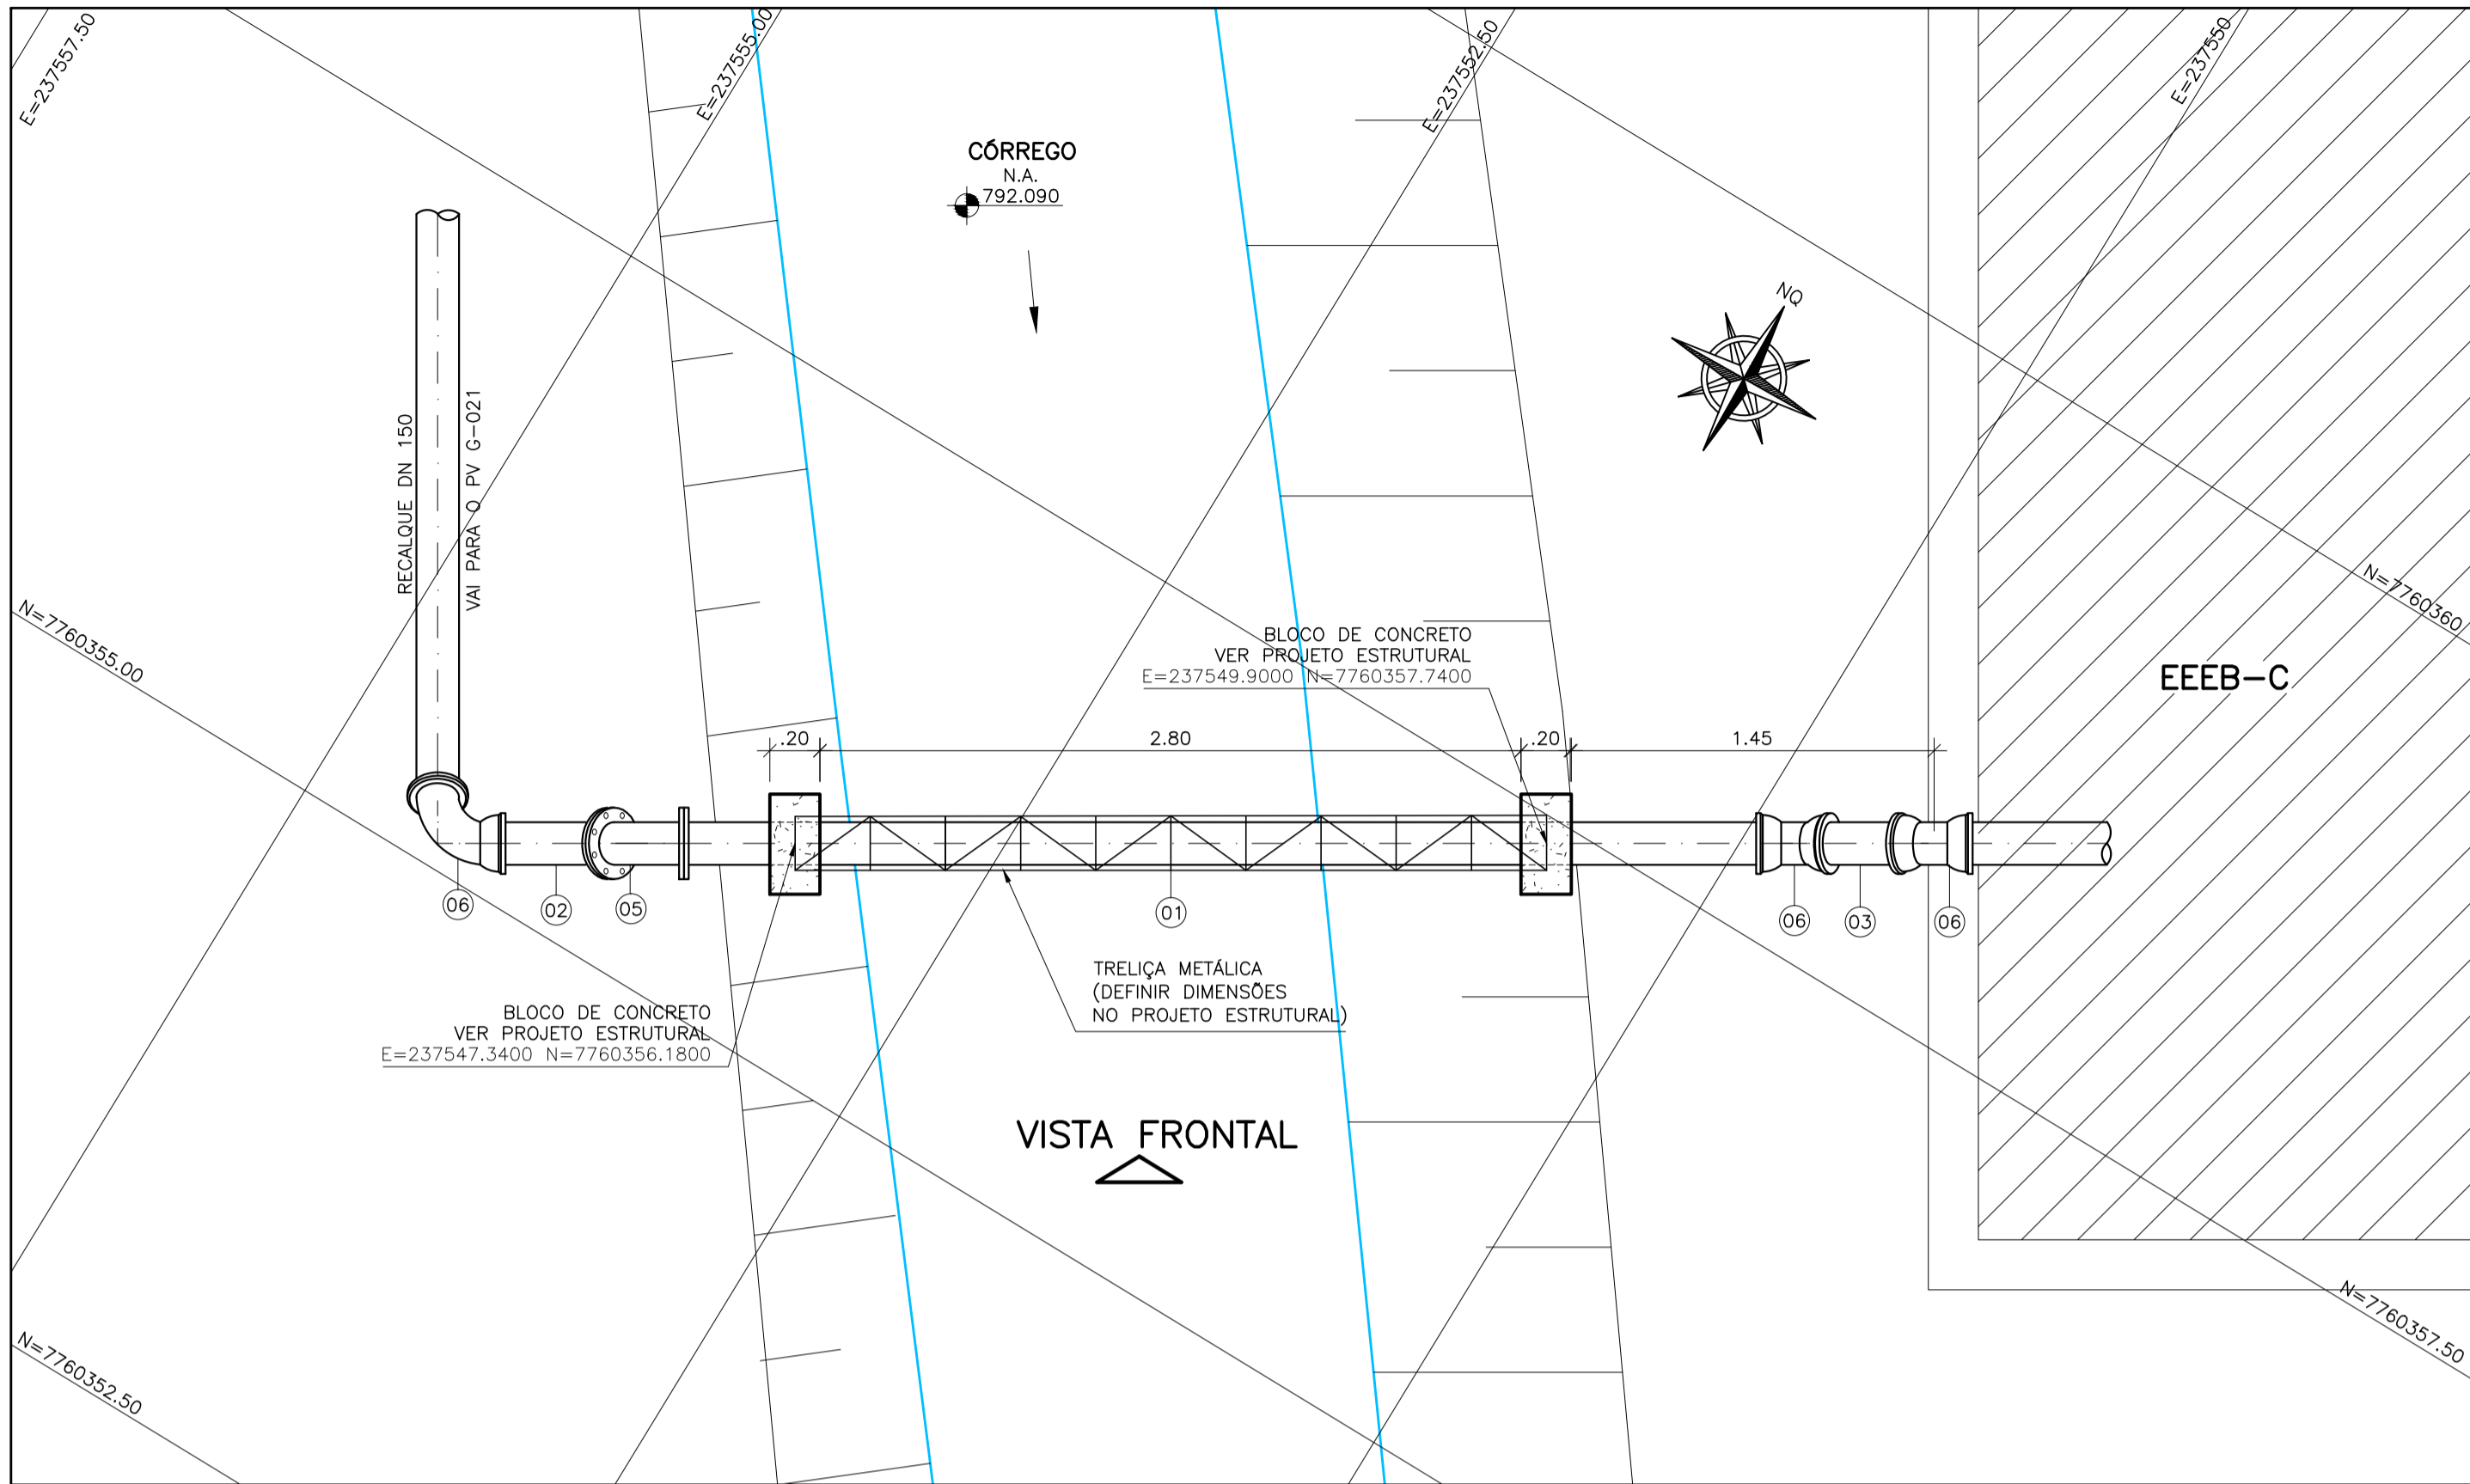 E=237557.50
E=237555.00
E=237552.50
E=237550
CÓRREGO
N.A.
792.090
NQ
RECALQUE DN 150
VAI PARA O PV G-021
N=7760355.00
N=7760360
BLOCO DE CONCRETO
VER PROJETO ESTRUTURAL
E=237549.9000 N=7760357.7400
EEEB-C
.20
2.80
.20
1.45
06
02
05
01
06
03
06
TRELIÇA METÁLICA
(DEFINIR DIMENSÕES
NO PROJETO ESTRUTURAL)
BLOCO DE CONCRETO
VER PROJETO ESTRUTURAL
E=237547.3400 N=7760356.1800
VISTA FRONTAL
N=7760352.50
N=7760357.50